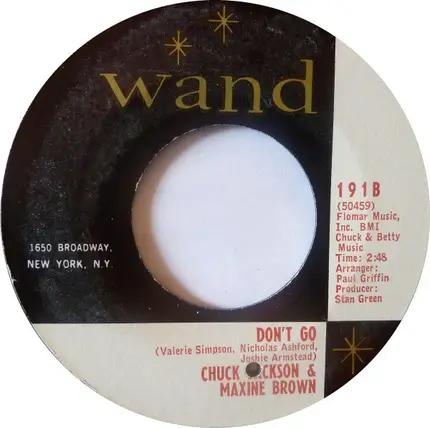 wand
191B
(50459)
Flomar Music,
Inc. BMI
Chuck & Betty
Music
Time: 2:48
Arranger:
Paul Griffin
Producer:
Stan Green
1650 BROADWAY,
NEW YORK, N.Y.
DON'T GO
(Valerie Simpson, Nicholas Ashford,
Joshie Armstead)
CHUCK JACKSON &
MAXINE BROWN